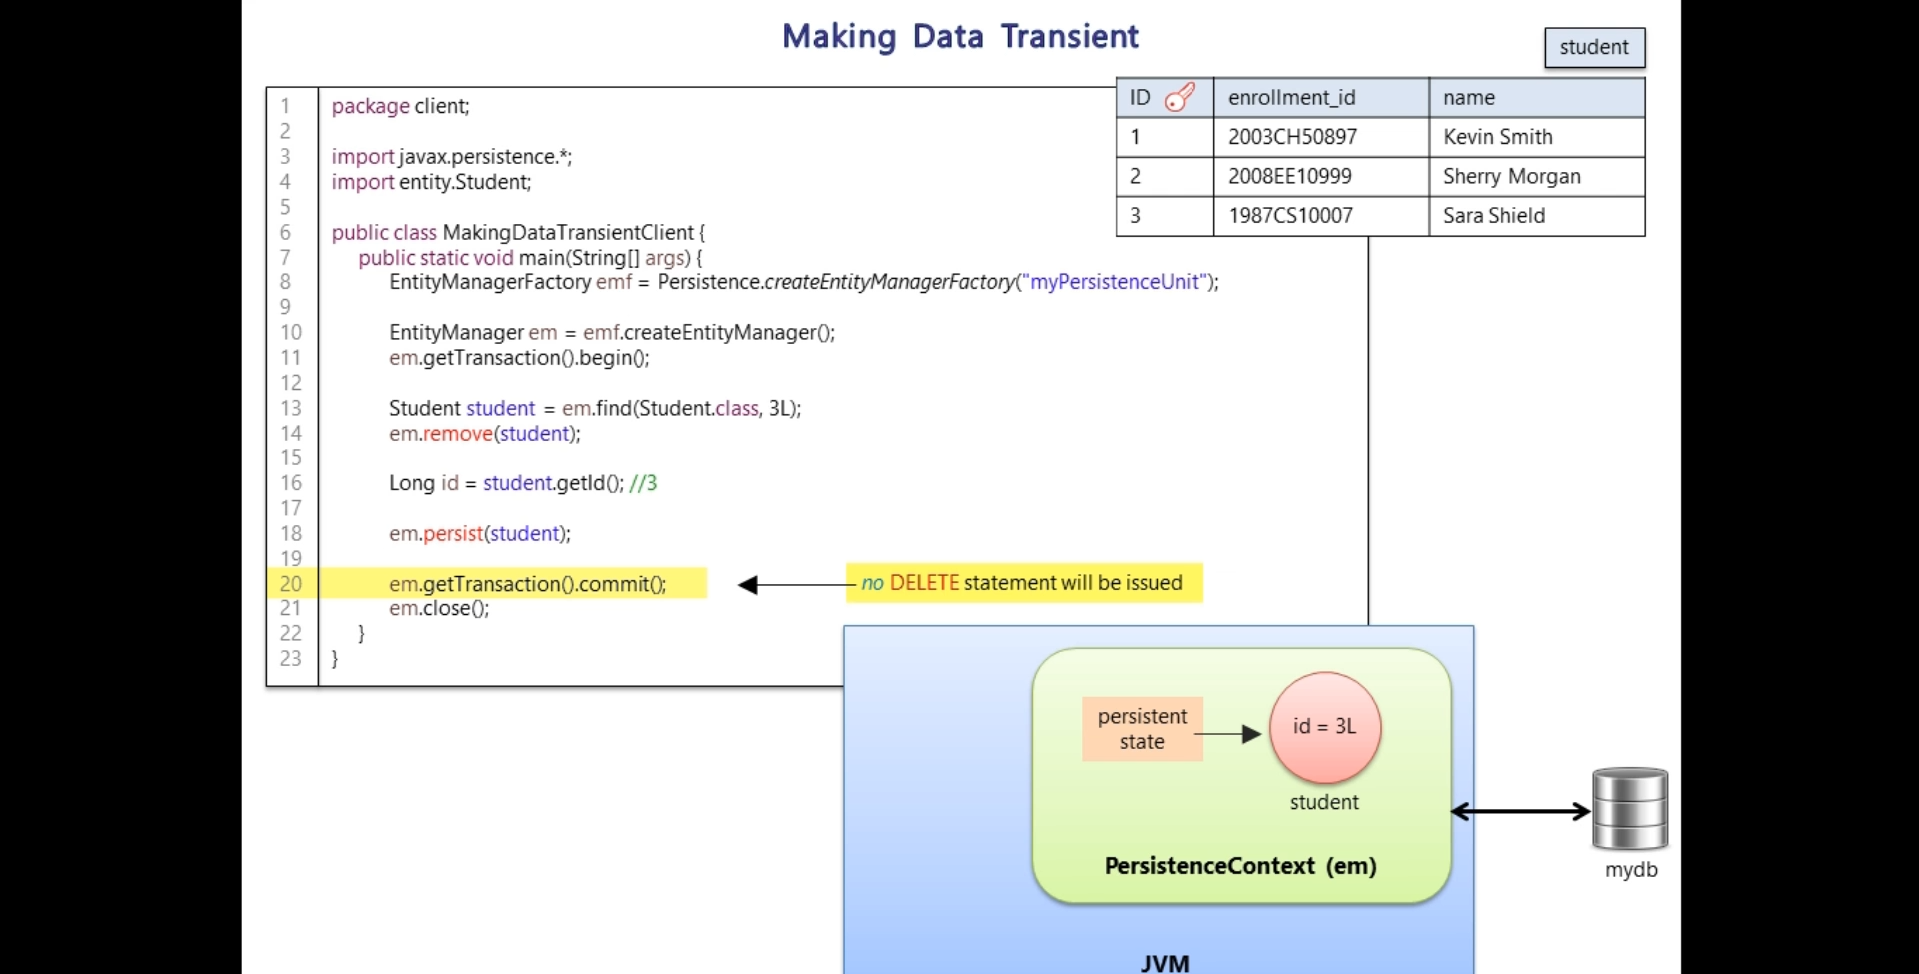 Making Data Transient
student
ID enrollment_id name
1 2003CH50897 Kevin Smith
2 2008EE10999 Sherry Morgan
3 1987CS10007 Sara Shield
1 package client;
2
3 import javax.persistence.*;
4 import entity.Student;
5
6 public class MakingDataTransientClient {
7 public static void main(String[] args) {
8 EntityManagerFactory emf = Persistence.createEntityManagerFactory("myPersistenceUnit");
9
10 EntityManager em = emf.createEntityManager();
11 em.getTransaction().begin();
12
13 Student student = em.find(Student.class, 3L);
14 em.remove(student);
15
16 Long id = student.getId(); //3
17
18 em.persist(student);
19
20 em.getTransaction().commit();
no DELETE statement will be issued
21 em.close();
22 }
23 }
persistent
state
id = 3L
student
PersistenceContext (em)
mydb
JVM